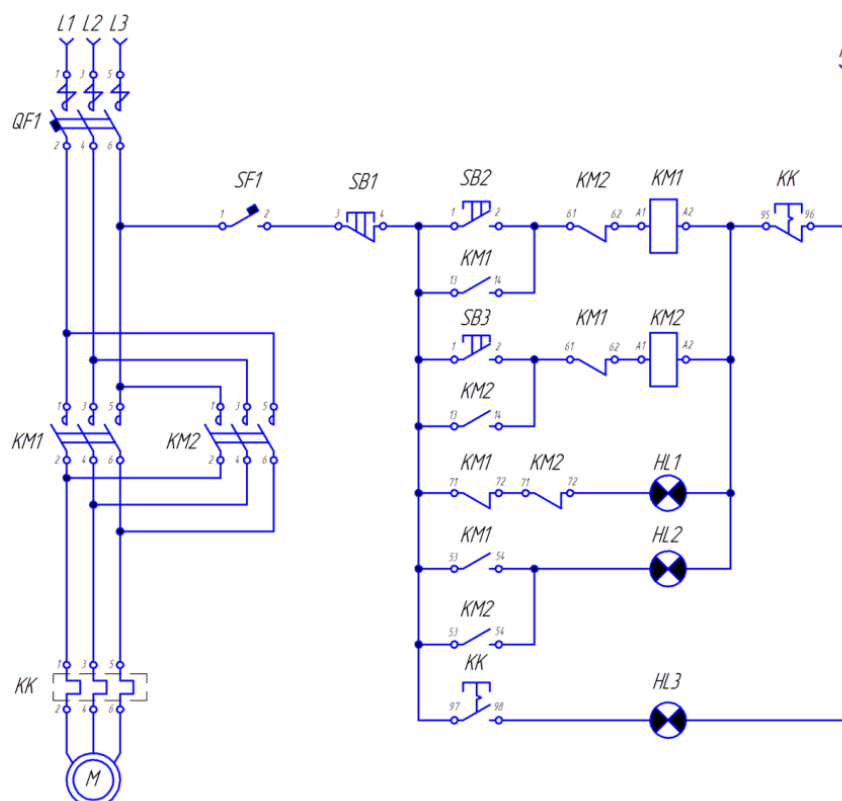 L1 L2 L3
1 3 5
QF1
2 4 6
SF1 SB1 SB2 KM2 KM1 KK
1 2 3 4 1 2 61 62 A1 A2 95 96
KM1
13 14
SB3 KM1 KM2
1 2 61 62 A1 A2
KM2
13 14
1 3 5 1 3 5
KM1 KM2
2 4 6 2 4 6
KM1 KM2 HL1
71 72 71 72
KM1 HL2
53 54
KM2
53 54
KK HL3
97 98
1 3 5
KK
2 4 6
M